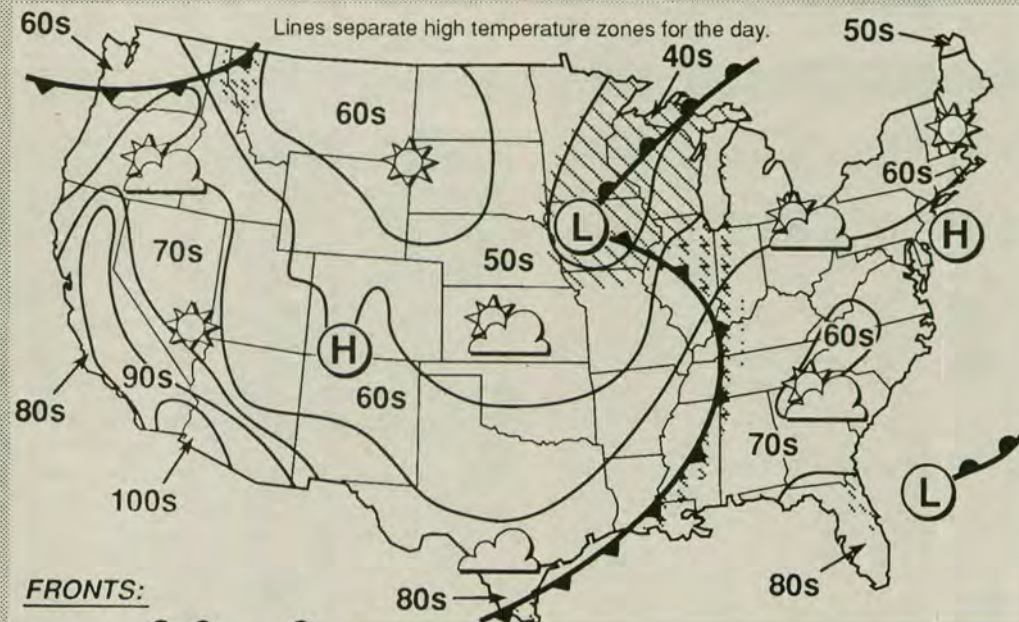 Lines separate high temperature zones for the day.
60s
50s
40s
60s
60s
70s
50s
L
H
H
60s
60s
90s
80s
70s
100s
L
80s
80s
FRONTS: